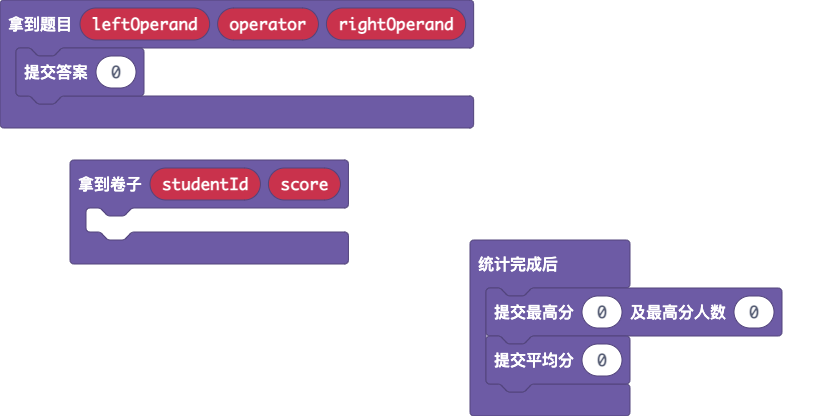 拿到题目 leftOperand operator rightOperand
提交答案 0
拿到卷子 studentId score
统计完成后
提交最高分 0 及最高分人数 0
提交平均分 0